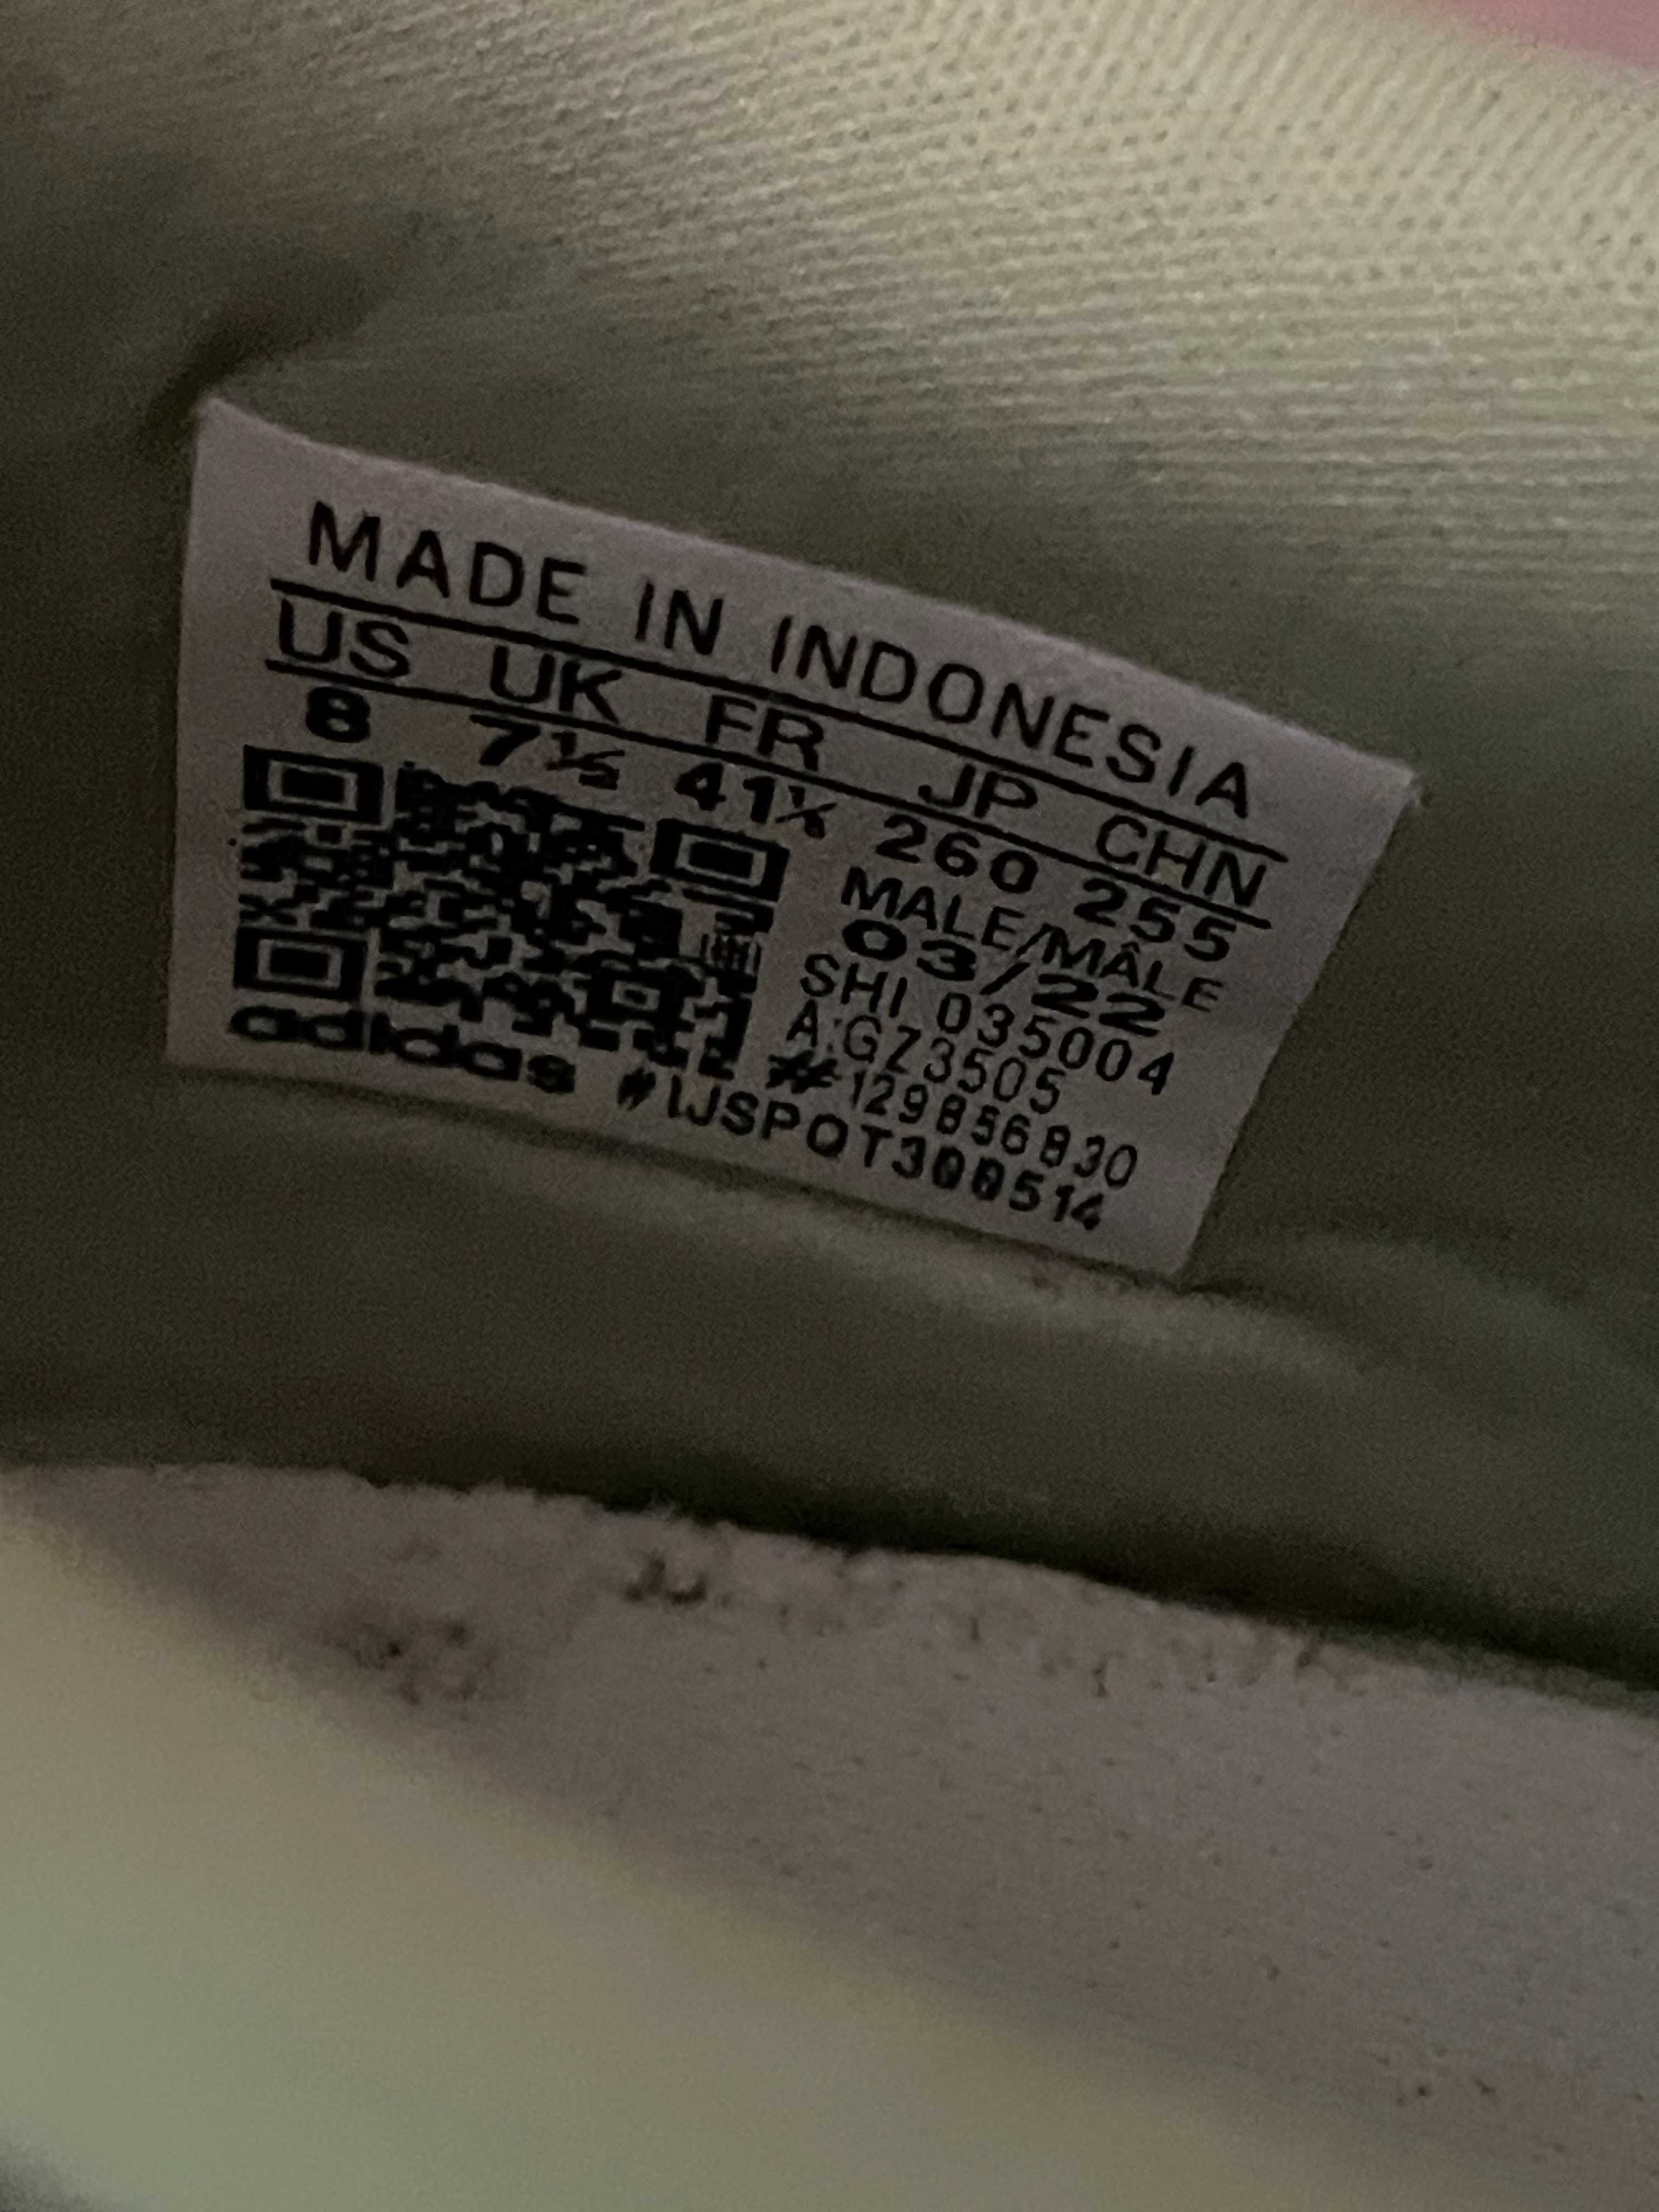 MADE IN INDONESIA
US UK FR JP CHN
8 7½ 41⅓ 260 255
MALE/MÂLE
03/22
SHI 035004
A:GZ3505
#129856830
adidas #IJSPOT300514